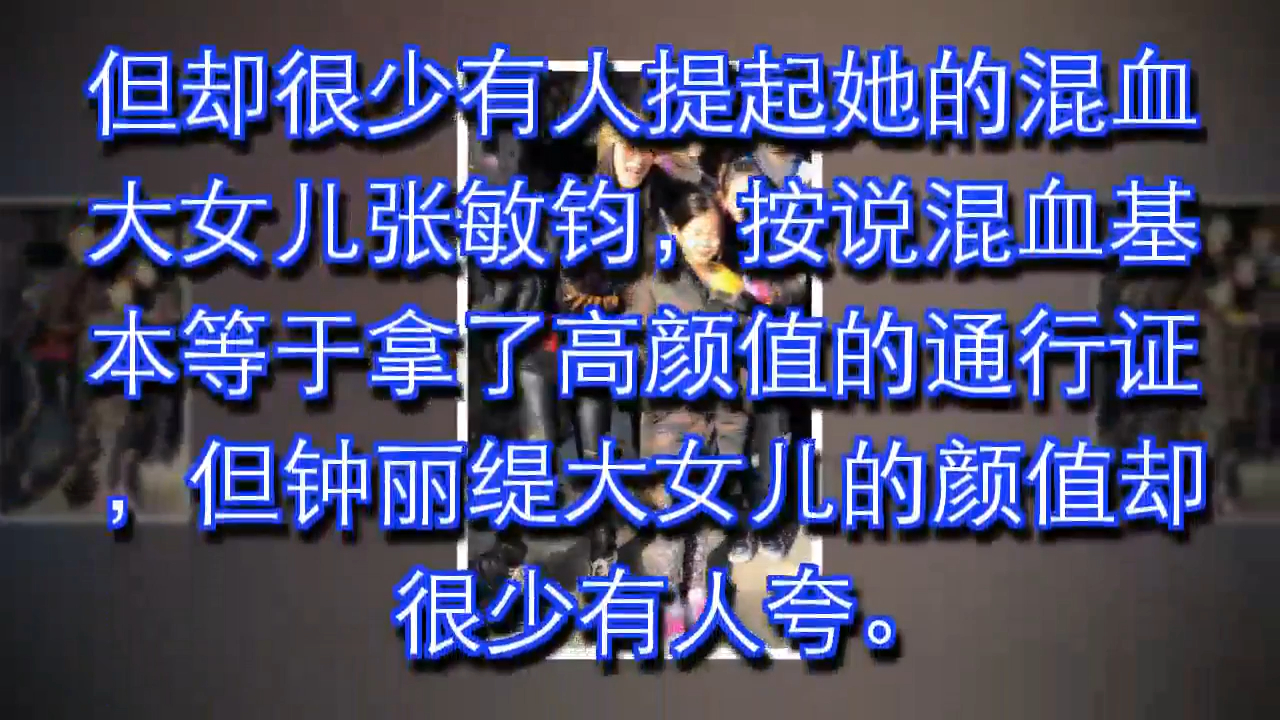 但却很少有人提起她的混血
大女儿张敏钧，按说混血基
本等于拿了高颜值的通行证
，但钟丽缇大女儿的颜值却
很少有人夸。